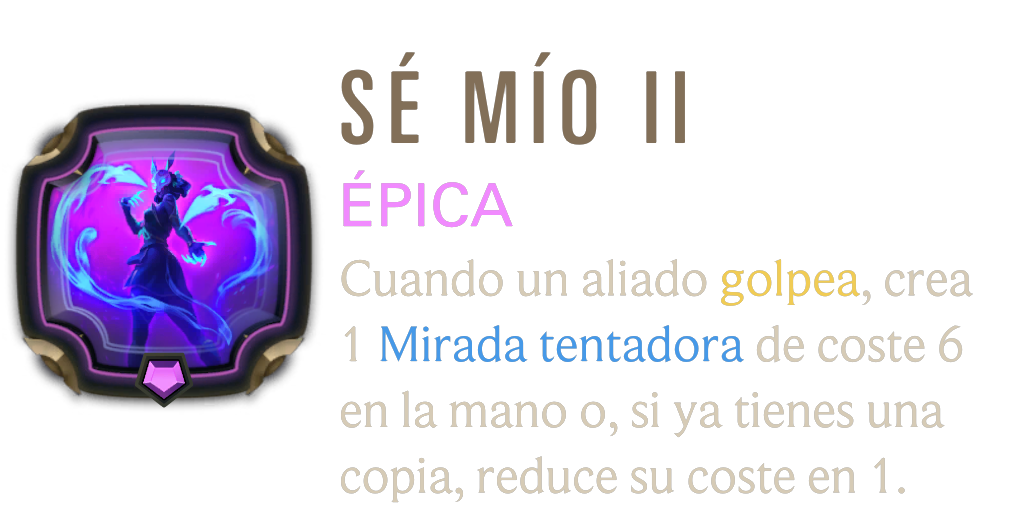 SÉ MÍO II
ÉPICA
Cuando un aliado golpea, crea
1 Mirada tentadora de coste 6
en la mano o, si ya tienes una
copia, reduce su coste en 1.